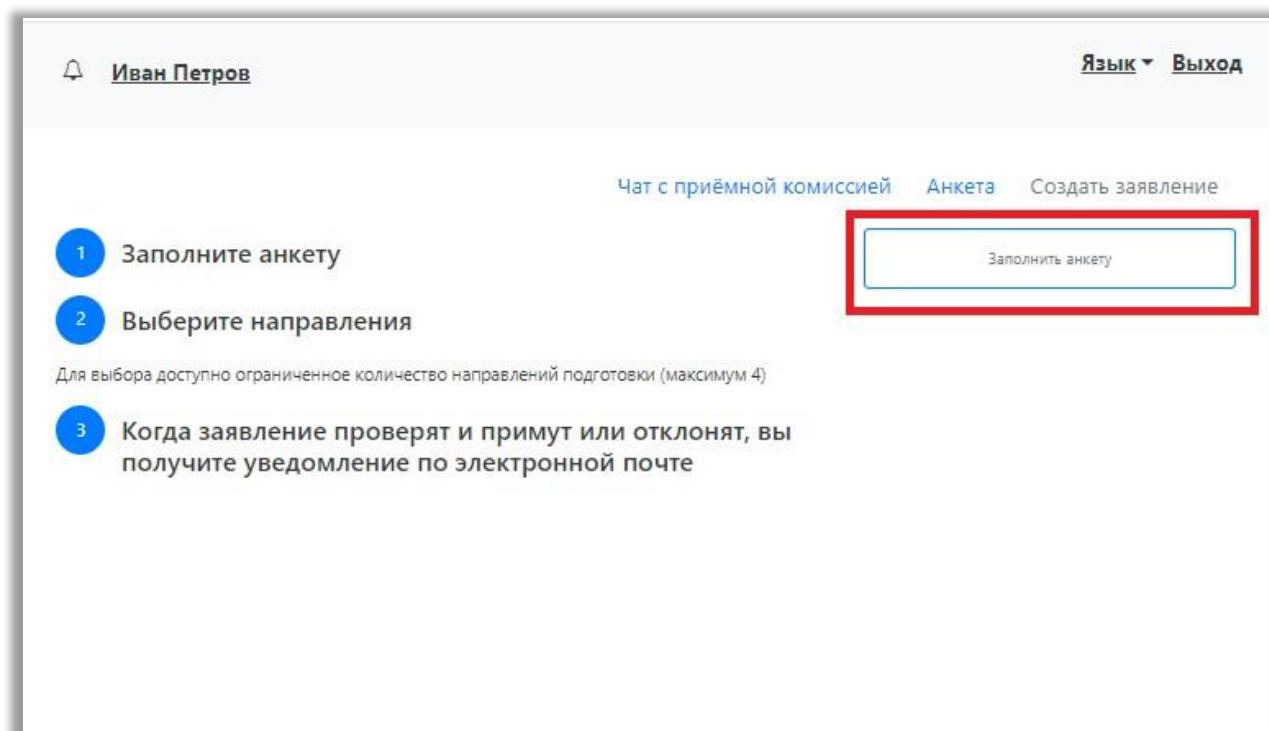 Иван Петров
Язык Выход
Чат с приёмной комиссией Анкета Создать заявление
1 Заполните анкету
Заполнить анкету
2 Выберите направления
Для выбора доступно ограниченное количество направлений подготовки (максимум 4)
3 Когда заявление проверят и примут или отклонят, вы
получите уведомление по электронной почте